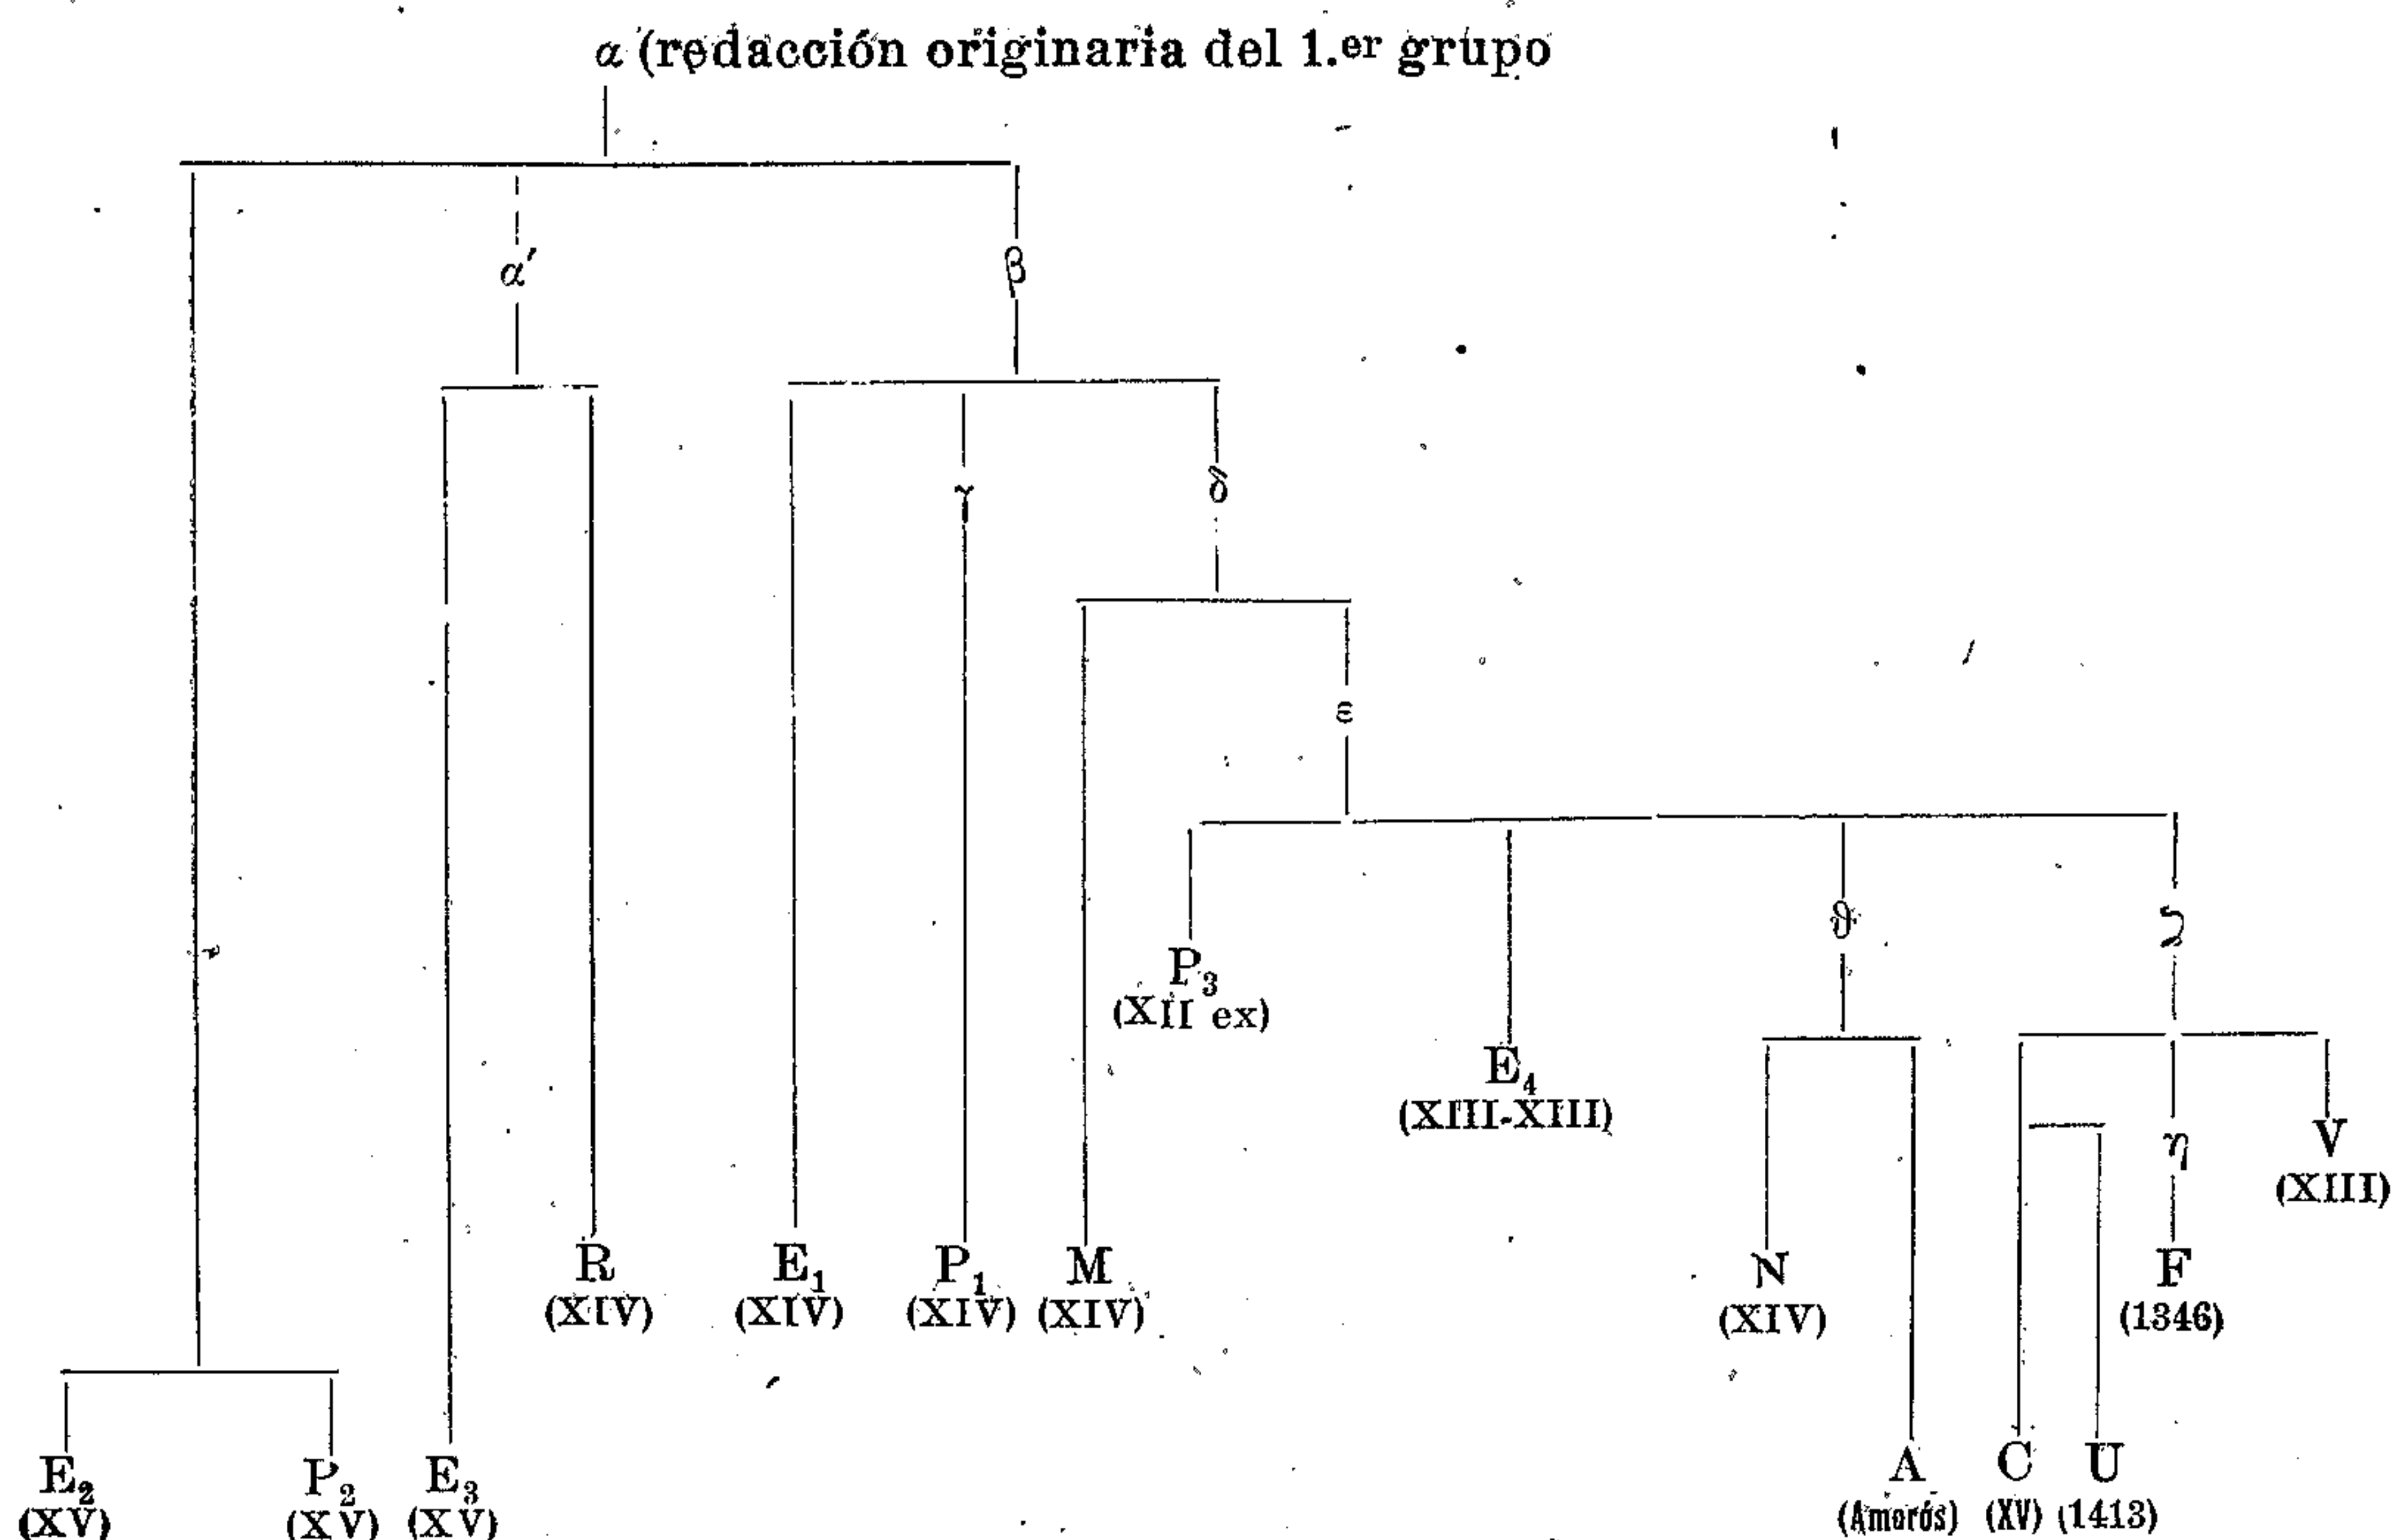 α (redacción originaria del 1.er grupo
α′ β
γ δ
ε
ϑ ζ
P₃
(XII ex)
E₄
(XIII-XIII)
η V
(XIII)
R E₁ P₁ M N F
(XIV) (XIV) (XIV) (XIV) (XIV) (1346)
E₂ P₂ E₃ A C U
(XV) (XV) (XV) (Amorós) (XV) (1413)